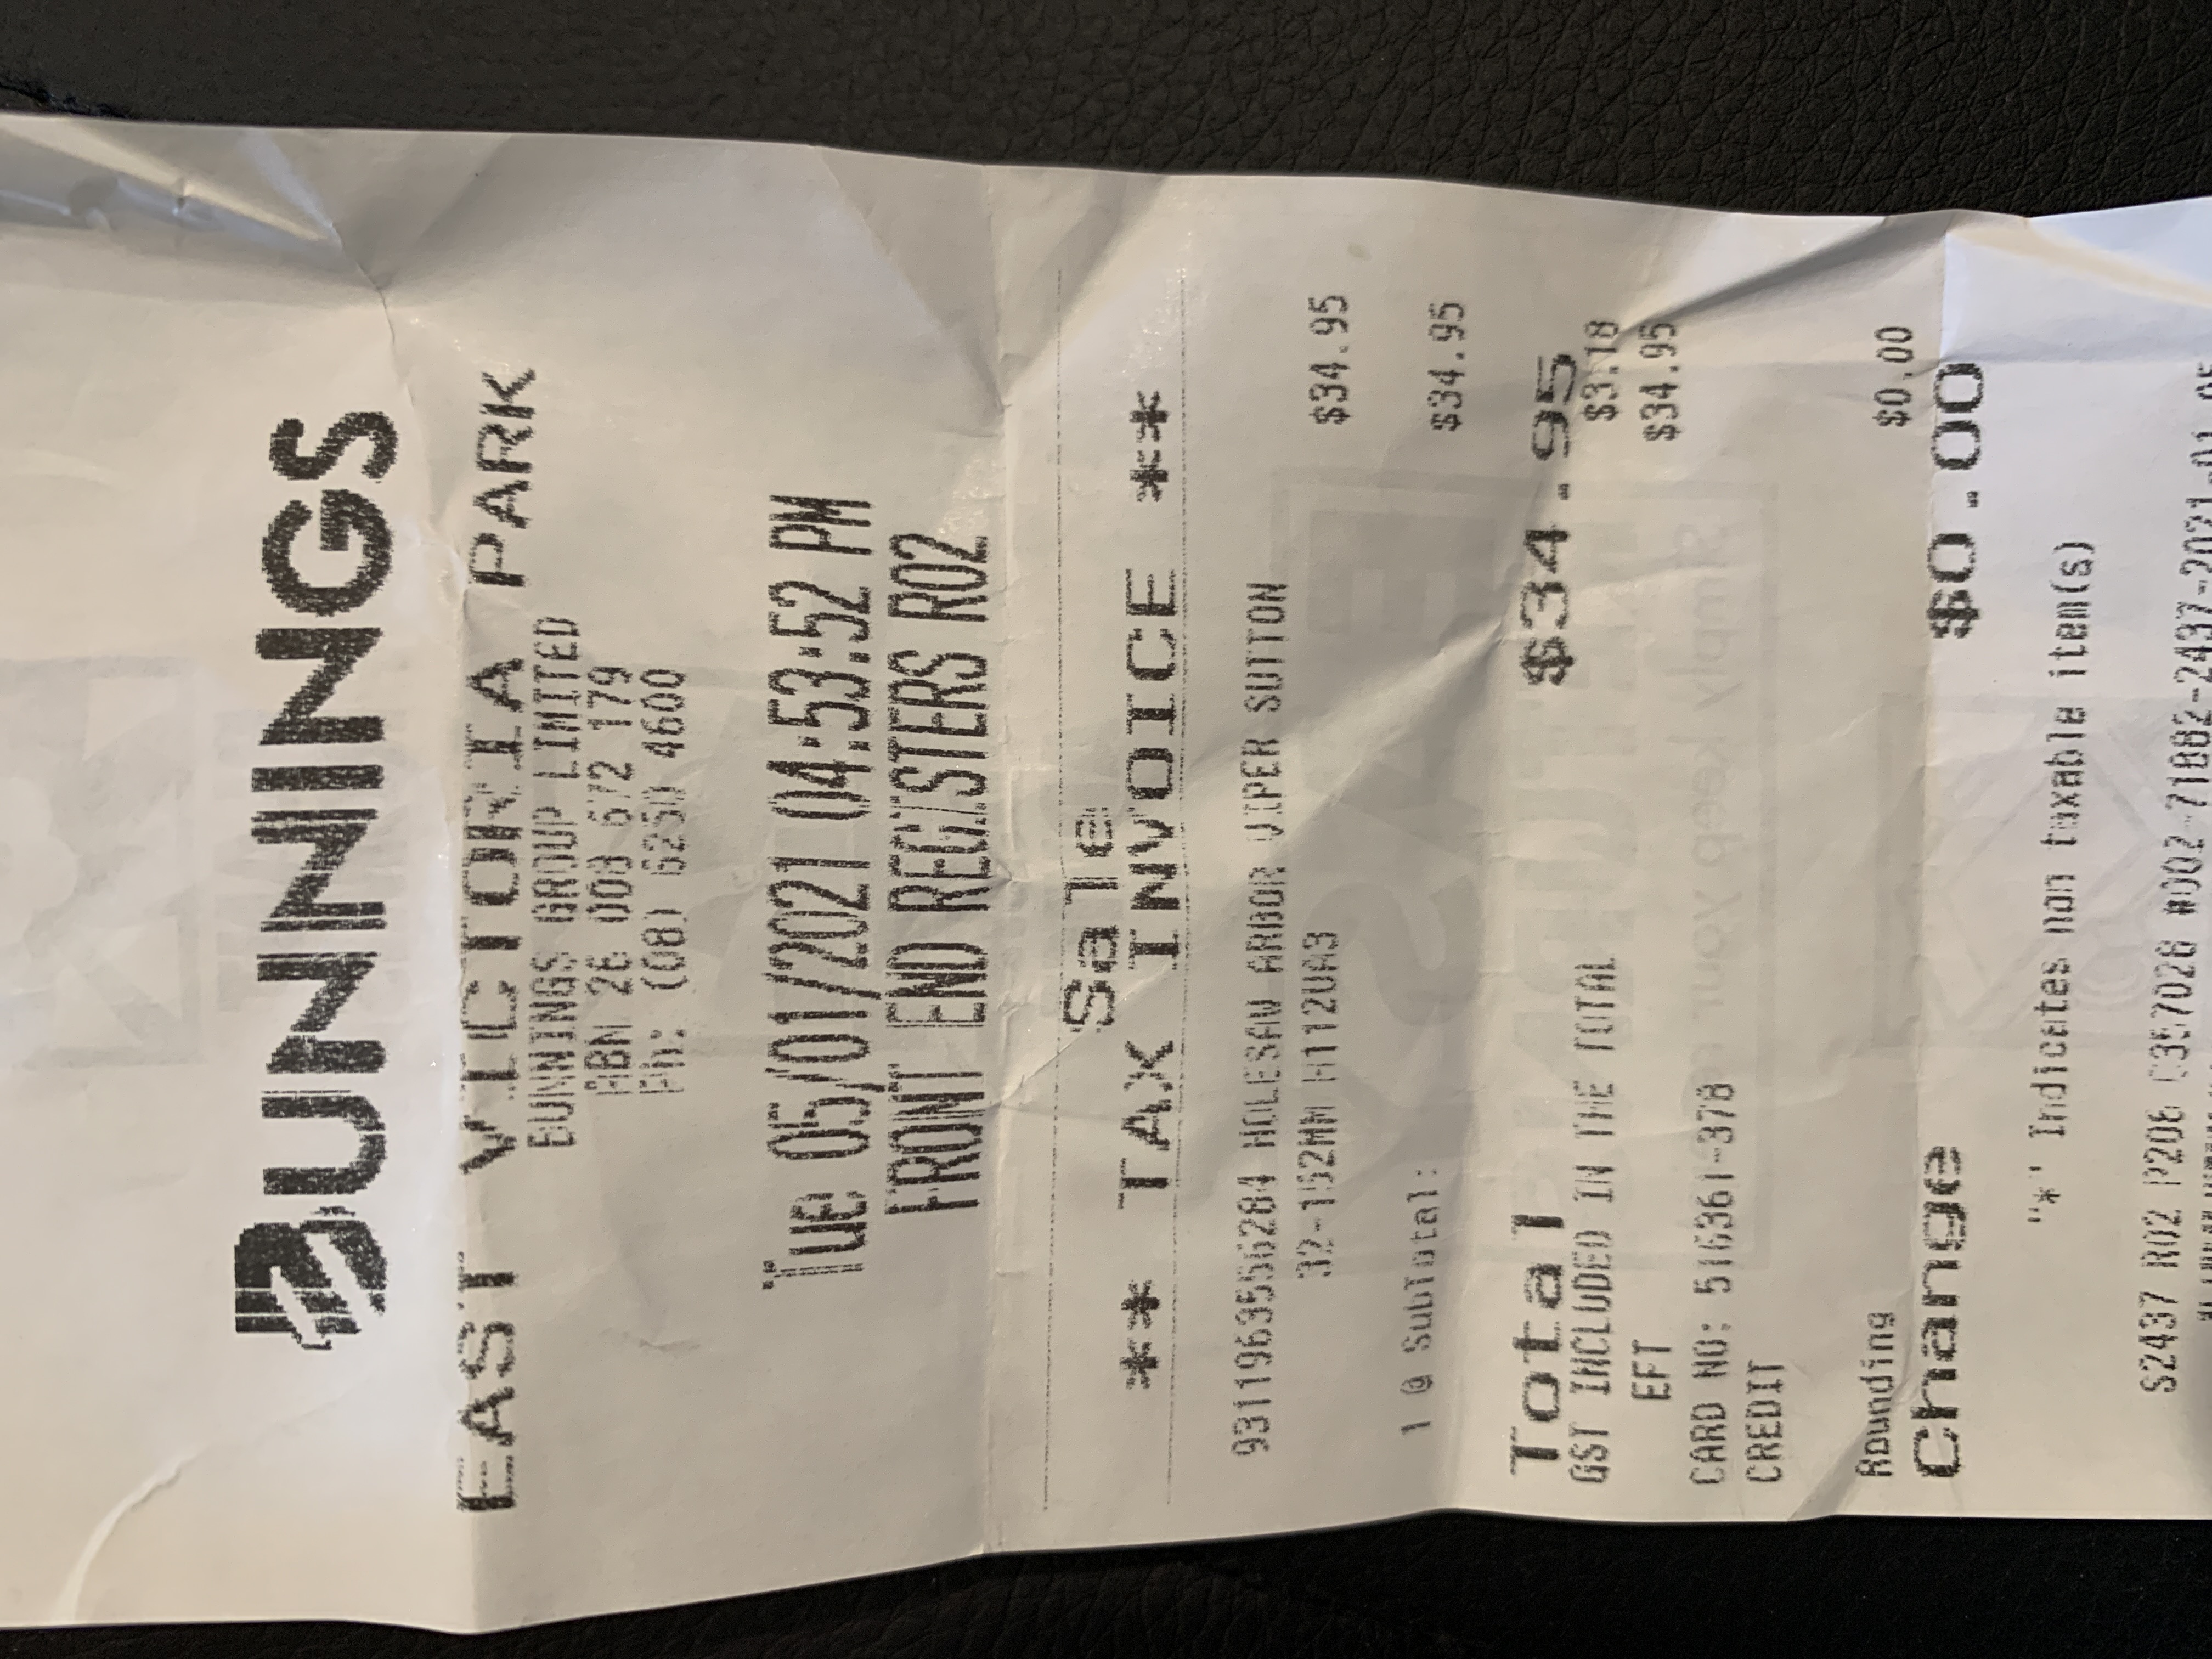 BUNNINGS
EAST VICTORIA PARK
BUNNINGS GROUP LIMITED
ABN 26 008 672 179
Ph: (08) 6250 4600
Tue 05/01/2021 04:53:52 PM
FRONT END REGISTERS R02
Sale
** TAX INVOICE **
9311963556284 HOLESAW ARBOR VIPER SUTTON
32-152MM H112UA3 $34.95
1 @ SubTotal: $34.95
Total $34.95
GST INCLUDED IN THE TOTAL $3.18
EFT $34.95
CARD NO: 516361-378
CREDIT
Rounding $0.00
Change $0.00
"*" Indicates non taxable item(s)
S2437 R02 P206 C357028 #002-71882-2437-2021-01-05